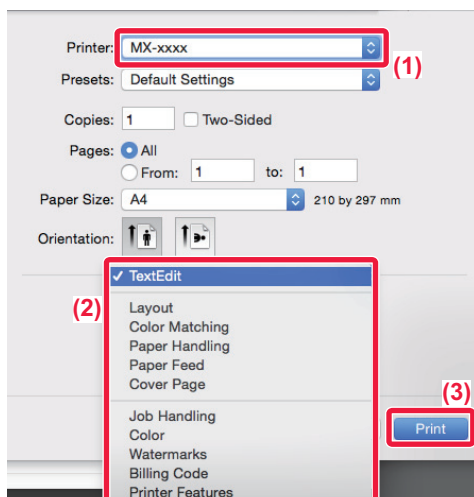 Printer: MX-xxxx
(1)
Presets: Default Settings
Copies: 1 Two-Sided
Pages: All
From: 1 to: 1
Paper Size: A4 210 by 297 mm
Orientation:
✓ TextEdit
(2)
Layout
Color Matching
Paper Handling
Paper Feed
Cover Page
(3)
Job Handling
Print
Color
Watermarks
Billing Code
Printer Features